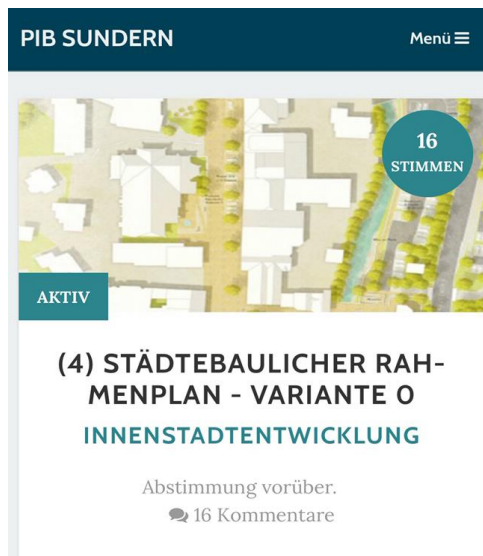 PIB SUNDERN
Menü
16
STIMMEN
AKTIV
(4) STÄDTEBAULICHER RAH-
MENPLAN - VARIANTE 0
INNENSTADTENTWICKLUNG
Abstimmung vorüber.
16 Kommentare